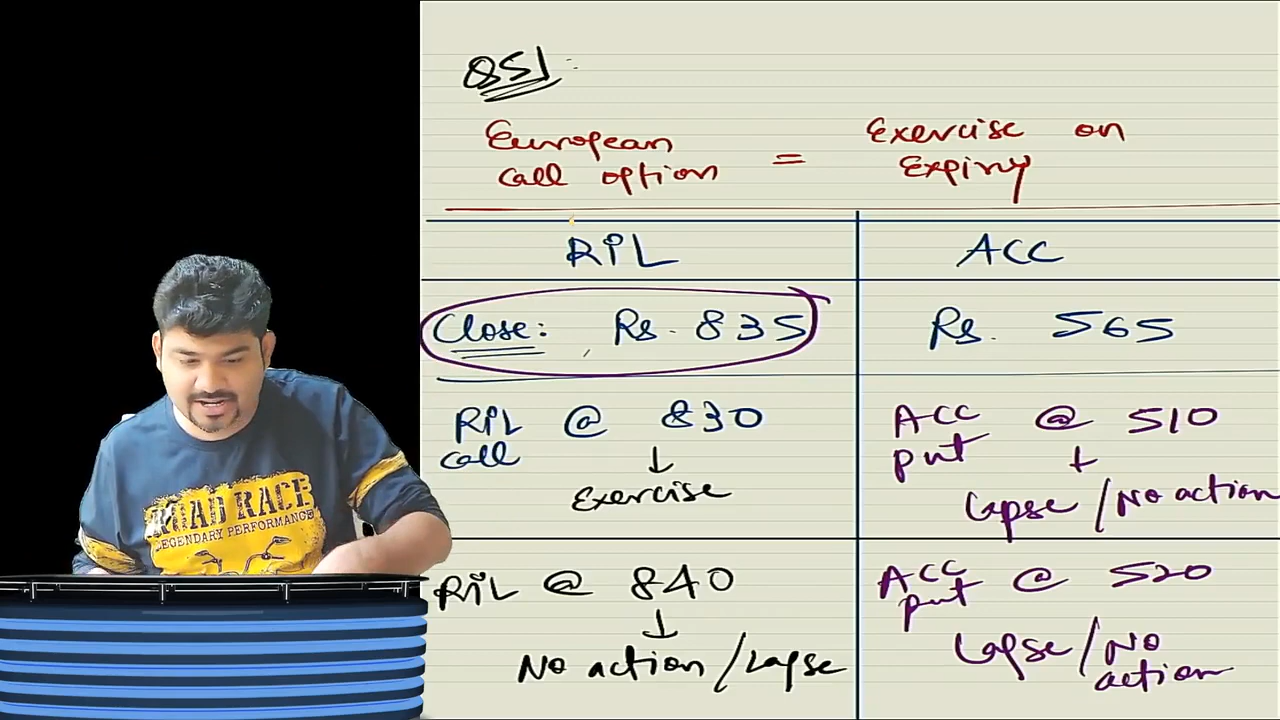 Q51:
European
Call option = Exercise on
Expiry
RIL ACC
Close: Rs. 835 Rs. 565
RIL @ 830
call
↓
Exercise
ACC @ 510
put ↓
Lapse / No action
RIL @ 840
↓
No action / Lapse
ACC @ 520
put
Lapse / No
action
ROAD RACE
LEGENDARY PERFORMANCE